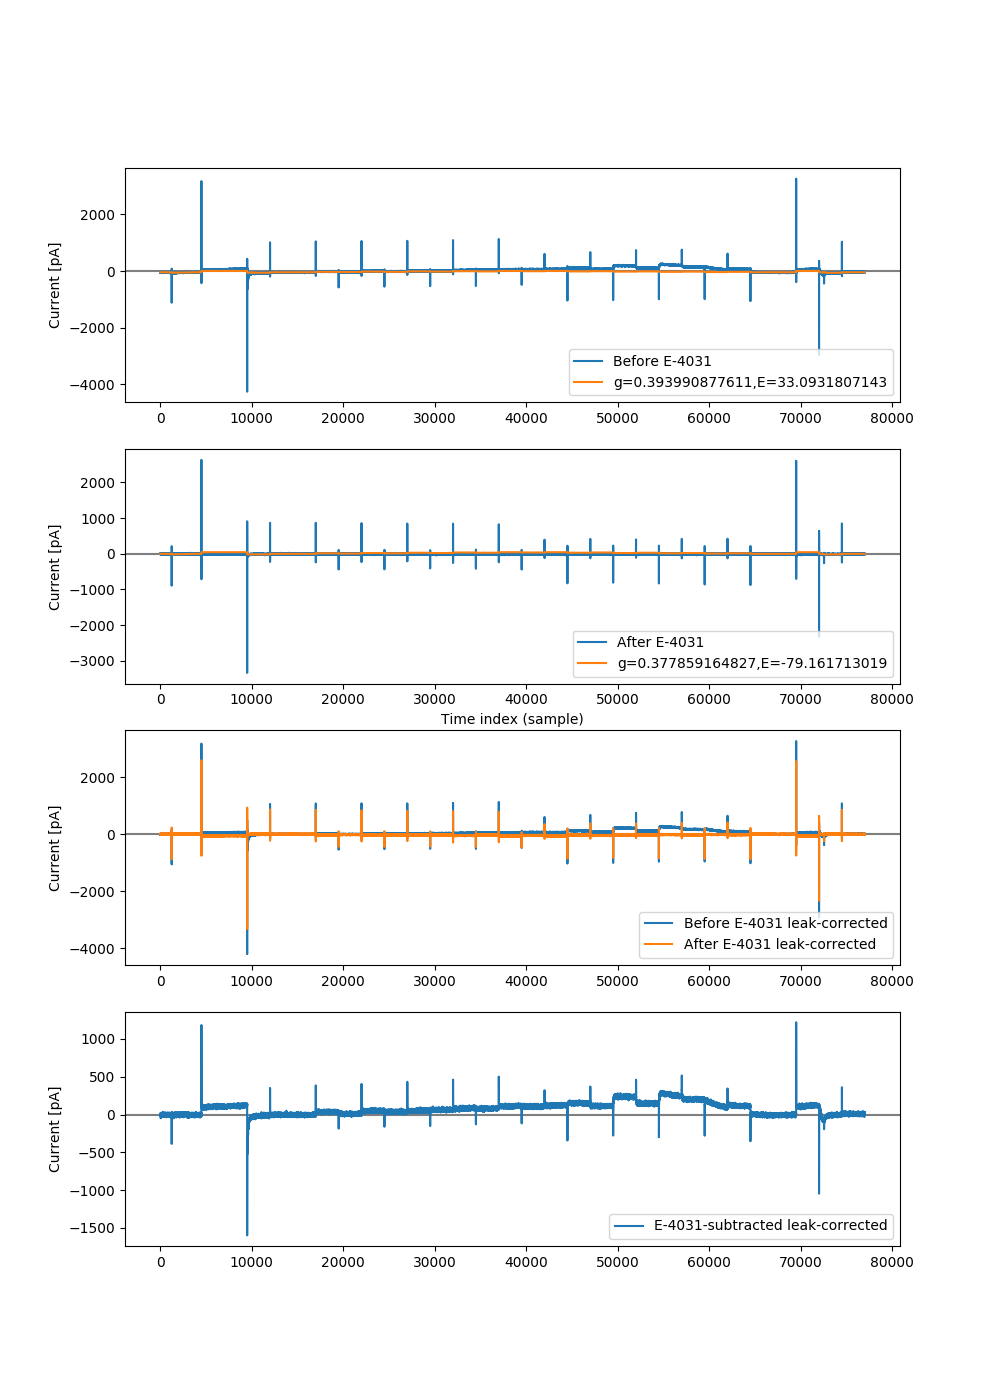 2000
0
−2000
−4000
Current [pA]
Before E-4031
g=0.393990877611,E=33.0931807143
0 10000 20000 30000 40000 50000 60000 70000 80000
2000
1000
0
−1000
−2000
−3000
Current [pA]
After E-4031
g=0.377859164827,E=-79.161713019
0 10000 20000 30000 40000 50000 60000 70000 80000
Time index (sample)
2000
0
−2000
−4000
Current [pA]
Before E-4031 leak-corrected
After E-4031 leak-corrected
0 10000 20000 30000 40000 50000 60000 70000 80000
1000
500
0
−500
−1000
−1500
Current [pA]
E-4031-subtracted leak-corrected
0 10000 20000 30000 40000 50000 60000 70000 80000